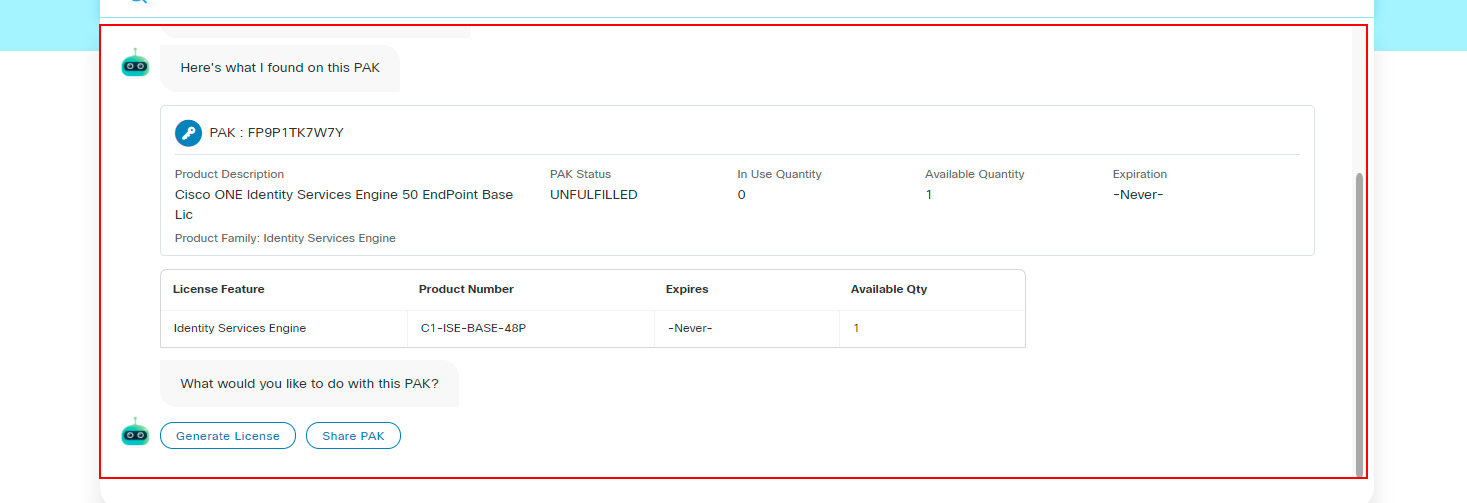 Here's what I found on this PAK
PAK : FP9P1TK7W7Y
Product Description PAK Status In Use Quantity Available Quantity Expiration
Cisco ONE Identity Services Engine 50 EndPoint Base UNFULFILLED 0 1 -Never-
Lic
Product Family: Identity Services Engine
License Feature Product Number Expires Available Qty
Identity Services Engine C1-ISE-BASE-48P -Never- 1
What would you like to do with this PAK?
Generate License Share PAK